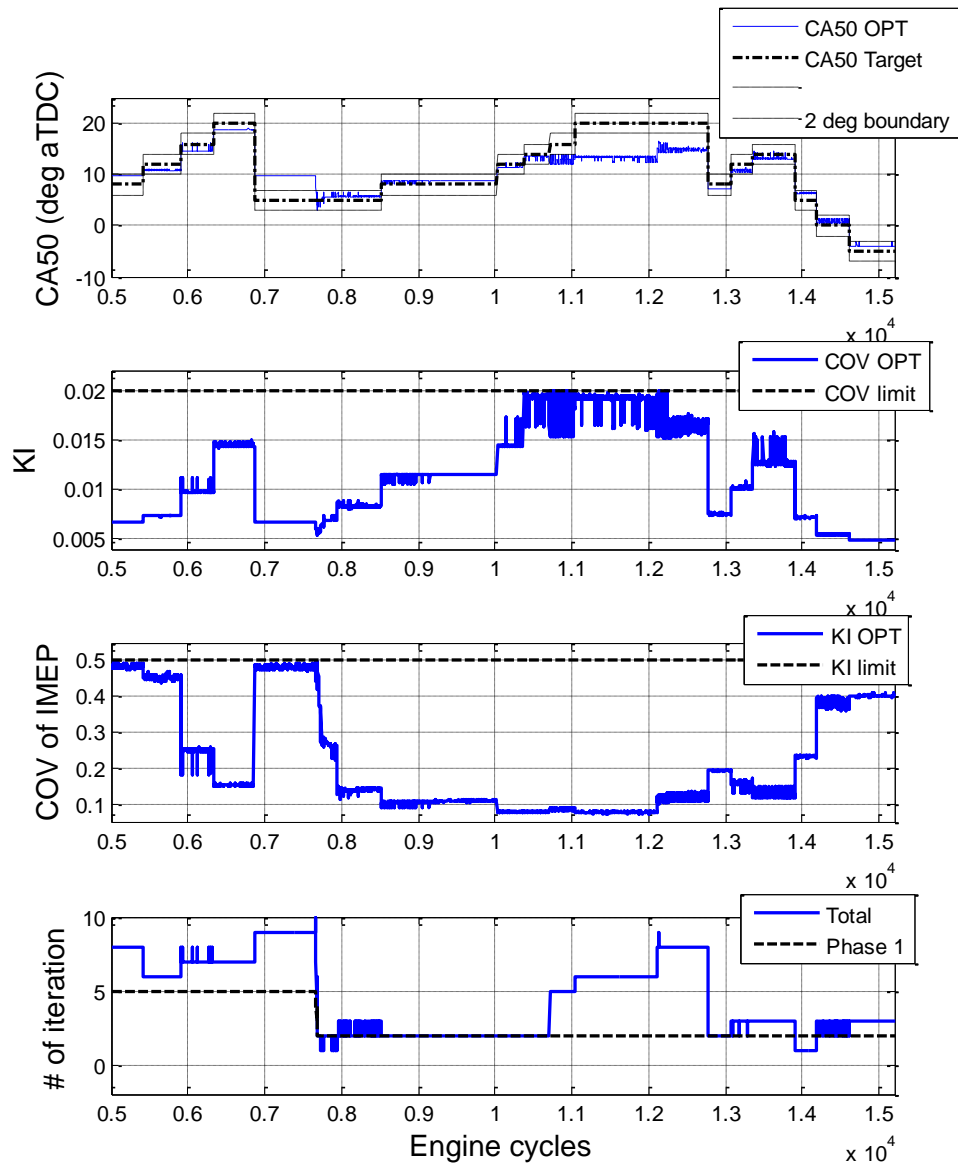 CA50 OPT
CA50 Target
2 deg boundary
CA50 (deg aTDC)
20
10
0
-10
0.5 0.6 0.7 0.8 0.9 1 1.1 1.2 1.3 1.4 1.5
x 10^4
COV OPT
COV limit
KI
0.02
0.015
0.01
0.005
0.5 0.6 0.7 0.8 0.9 1 1.1 1.2 1.3 1.4 1.5
x 10^4
KI OPT
KI limit
COV of IMEP
0.5
0.4
0.3
0.2
0.1
0.5 0.6 0.7 0.8 0.9 1 1.1 1.2 1.3 1.4 1.5
x 10^4
Total
Phase 1
# of iteration
10
5
0
0.5 0.6 0.7 0.8 0.9 1 1.1 1.2 1.3 1.4 1.5
Engine cycles
x 10^4